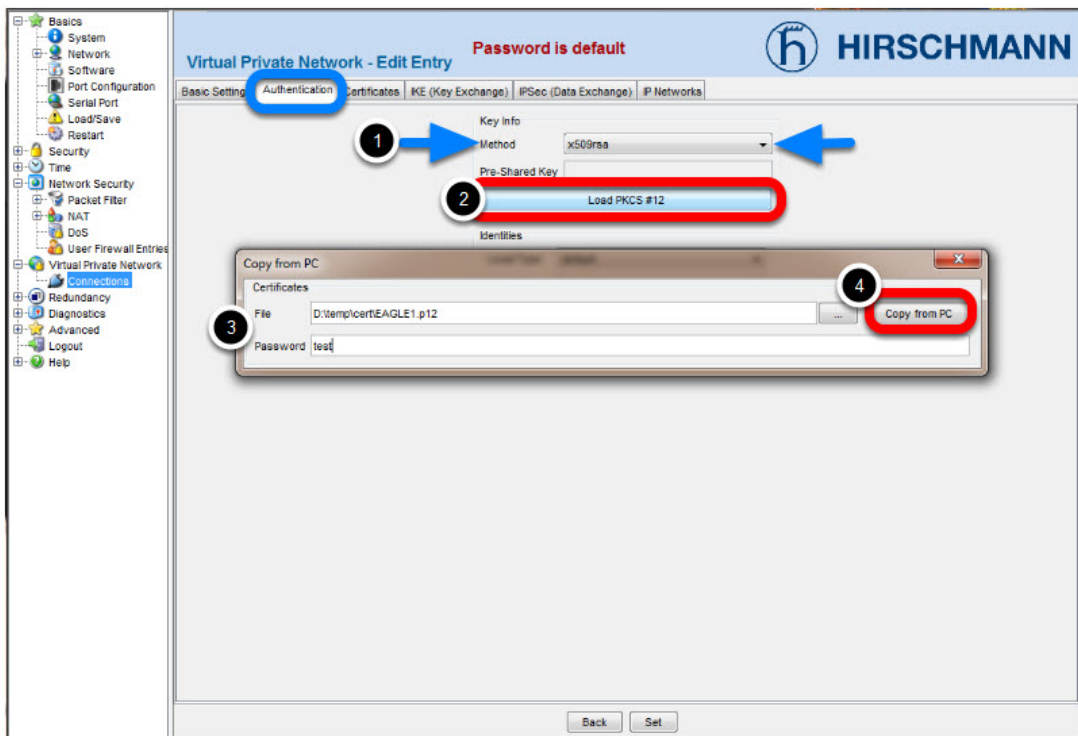 Basics
System
Network
Software
Port Configuration
Serial Port
Load/Save
Restart
Security
Time
Network Security
Packet Filter
NAT
DoS
User Firewall Entries
Virtual Private Network
Connections
Redundancy
Diagnostics
Advanced
Logout
Help
Virtual Private Network - Edit Entry
Password is default
HIRSCHMANN
Basic Setting Authentication Certificates IKE (Key Exchange) IPSec (Data Exchange) IP Networks
Key Info
1
Method x509rsa
Pre-Shared Key
2
Load PKCS #12
Identities
default
Copy from PC
X
Certificates
4
File D:\temp\cert\EAGLE1.p12 ... Copy from PC
3
Password test
Back Set